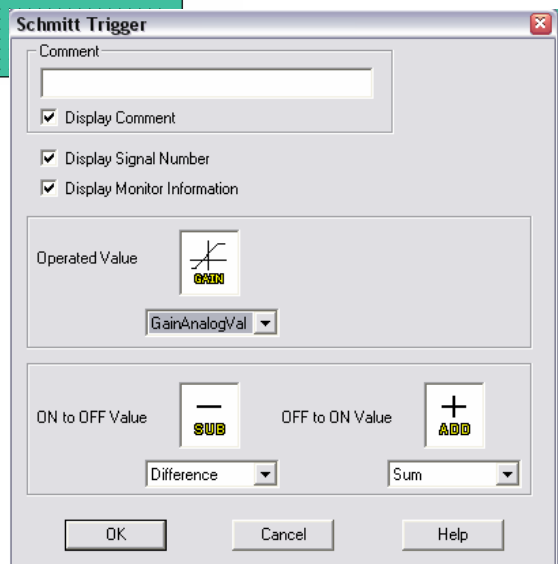 Schmitt Trigger
Comment
Display Comment
Display Signal Number
Display Monitor Information
Operated Value
GAIN
GainAnalogVal
ON to OFF Value
SUB
OFF to ON Value
ADD
Difference
Sum
OK
Cancel
Help